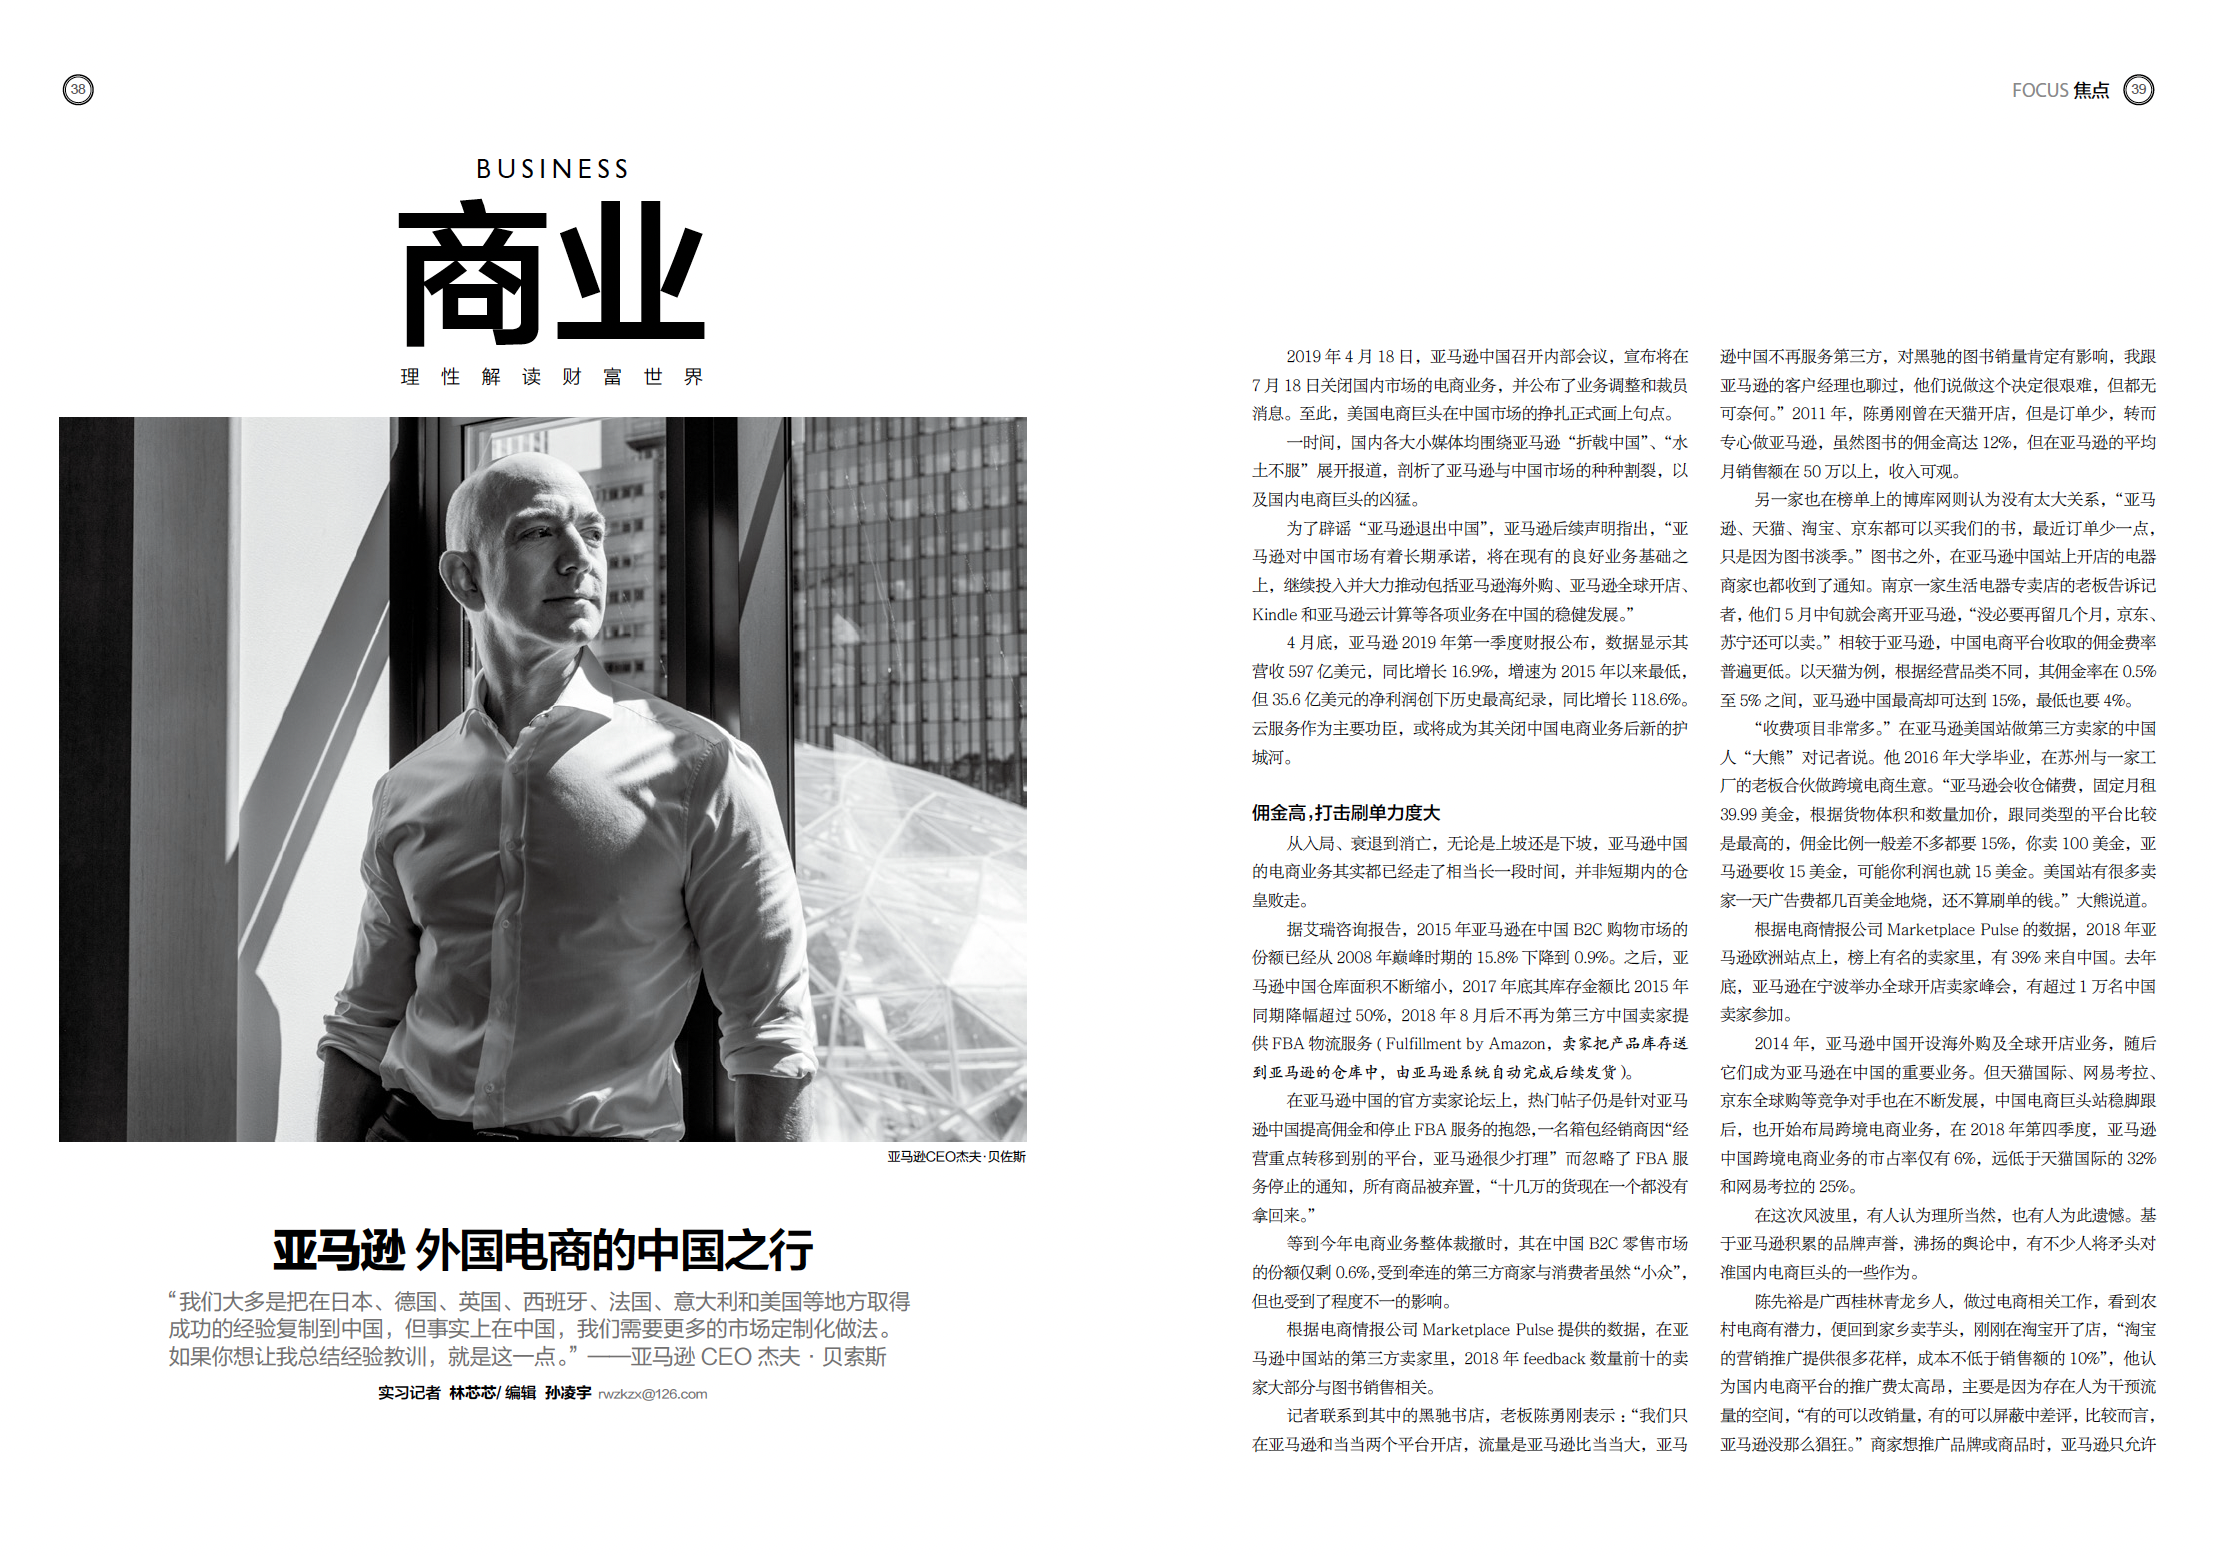 38
BUSINESS
商业
理性解读财富世界
亚马逊CEO杰夫·贝佐斯
亚马逊 外国电商的中国之行
“我们大多是把在日本、德国、英国、西班牙、法国、意大利和美国等地方取得
成功的经验复制到中国，但事实上在中国，我们需要更多的市场定制化做法。
如果你想让我总结经验教训，就是这一点。”——亚马逊 CEO 杰夫 · 贝索斯
实习记者 林芯芯/ 编辑 孙凌宇 rwzkzx@126.com
FOCUS 焦点 39
2019 年 4 月 18 日，亚马逊中国召开内部会议，宣布将在
7 月 18 日关闭国内市场的电商业务，并公布了业务调整和裁员
消息。至此，美国电商巨头在中国市场的挣扎正式画上句点。
一时间，国内各大小媒体均围绕亚马逊“折戟中国”、“水
土不服”展开报道，剖析了亚马逊与中国市场的种种割裂，以
及国内电商巨头的凶猛。
为了辟谣“亚马逊退出中国”，亚马逊后续声明指出，“亚
马逊对中国市场有着长期承诺，将在现有的良好业务基础之
上，继续投入并大力推动包括亚马逊海外购、亚马逊全球开店、
Kindle 和亚马逊云计算等各项业务在中国的稳健发展。”
4 月底，亚马逊 2019 年第一季度财报公布，数据显示其
营收 597 亿美元，同比增长 16.9%，增速为 2015 年以来最低，
但 35.6 亿美元的净利润创下历史最高纪录，同比增长 118.6%。
云服务作为主要功臣，或将成为其关闭中国电商业务后新的护
城河。
佣金高，打击刷单力度大
从入局、衰退到消亡，无论是上坡还是下坡，亚马逊中国
的电商业务其实都已经走了相当长一段时间，并非短期内的仓
皇败走。
据艾瑞咨询报告，2015 年亚马逊在中国 B2C 购物市场的
份额已经从 2008 年巅峰时期的 15.8% 下降到 0.9%。之后，亚
马逊中国仓库面积不断缩小，2017 年底其库存金额比 2015 年
同期降幅超过 50%，2018 年 8 月后不再为第三方中国卖家提
供 FBA 物流服务 ( Fulfillment by Amazon，卖家把产品库存送
到亚马逊的仓库中，由亚马逊系统自动完成后续发货 )。
在亚马逊中国的官方卖家论坛上，热门帖子仍是针对亚马
逊中国提高佣金和停止 FBA 服务的抱怨，一名箱包经销商因“经
营重点转移到别的平台，亚马逊很少打理”而忽略了 FBA 服
务停止的通知，所有商品被弃置，“十几万的货现在一个都没有
拿回来。”
等到今年电商业务整体裁撤时，其在中国 B2C 零售市场
的份额仅剩 0.6%，受到牵连的第三方商家与消费者虽然“小众”，
但也受到了程度不一的影响。
根据电商情报公司 Marketplace Pulse 提供的数据，在亚
马逊中国站的第三方卖家里，2018 年 feedback 数量前十的卖
家大部分与图书销售相关。
记者联系到其中的黑驰书店，老板陈勇刚表示：“我们只
在亚马逊和当当两个平台开店，流量是亚马逊比当当大，亚马
逊中国不再服务第三方，对黑驰的图书销量肯定有影响，我跟
亚马逊的客户经理也聊过，他们说做这个决定很艰难，但都无
可奈何。”2011 年，陈勇刚曾在天猫开店，但是订单少，转而
专心做亚马逊，虽然图书的佣金高达 12%，但在亚马逊的平均
月销售额在 50 万以上，收入可观。
另一家也在榜单上的博库网则认为没有太大关系，“亚马
逊、天猫、淘宝、京东都可以买我们的书，最近订单少一点，
只是因为图书淡季。”图书之外，在亚马逊中国站上开店的电器
商家也都收到了通知。南京一家生活电器专卖店的老板告诉记
者，他们 5 月中旬就会离开亚马逊，“没必要再留几个月，京东、
苏宁还可以卖。”相较于亚马逊，中国电商平台收取的佣金费率
普遍更低。以天猫为例，根据经营品类不同，其佣金率在 0.5%
至 5% 之间，亚马逊中国最高却可达到 15%，最低也要 4%。
“收费项目非常多。”在亚马逊美国站做第三方卖家的中国
人“大熊”对记者说。他 2016 年大学毕业，在苏州与一家工
厂的老板合伙做跨境电商生意。“亚马逊会收仓储费，固定月租
39.99 美金，根据货物体积和数量加价，跟同类型的平台比较
是最高的，佣金比例一般差不多都要 15%，你卖 100 美金，亚
马逊要收 15 美金，可能你利润也就 15 美金。美国站有很多卖
家一天广告费都几百美金地烧，还不算刷单的钱。”大熊说道。
根据电商情报公司 Marketplace Pulse 的数据，2018 年亚
马逊欧洲站点上，榜上有名的卖家里，有 39% 来自中国。去年
底，亚马逊在宁波举办全球开店卖家峰会，有超过 1 万名中国
卖家参加。
2014 年，亚马逊中国开设海外购及全球开店业务，随后
它们成为亚马逊在中国的重要业务。但天猫国际、网易考拉、
京东全球购等竞争对手也在不断发展，中国电商巨头站稳脚跟
后，也开始布局跨境电商业务，在 2018 年第四季度，亚马逊
中国跨境电商业务的市占率仅有 6%，远低于天猫国际的 32%
和网易考拉的 25%。
在这次风波里，有人认为理所当然，也有人为此遗憾。基
于亚马逊积累的品牌声誉，沸扬的舆论中，有不少人将矛头对
准国内电商巨头的一些作为。
陈先裕是广西桂林青龙乡人，做过电商相关工作，看到农
村电商有潜力，便回到家乡卖芋头，刚刚在淘宝开了店，“淘宝
的营销推广提供很多花样，成本不低于销售额的 10%”，他认
为国内电商平台的推广费太高昂，主要是因为存在人为干预流
量的空间，“有的可以改销量，有的可以屏蔽中差评，比较而言，
亚马逊没那么猖狂。”商家想推广品牌或商品时，亚马逊只允许